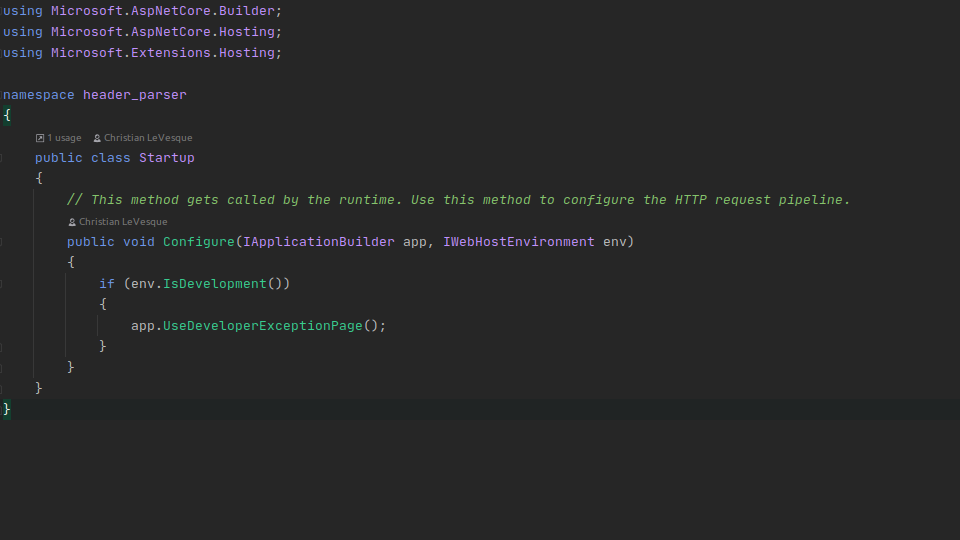 using Microsoft.AspNetCore.Builder;
using Microsoft.AspNetCore.Hosting;
using Microsoft.Extensions.Hosting;
namespace header_parser
{
1 usage Christian LeVesque
public class Startup
{
// This method gets called by the runtime. Use this method to configure the HTTP request pipeline.
Christian LeVesque
public void Configure(IApplicationBuilder app, IWebHostEnvironment env)
{
if (env.IsDevelopment())
{
app.UseDeveloperExceptionPage();
}
}
}
}